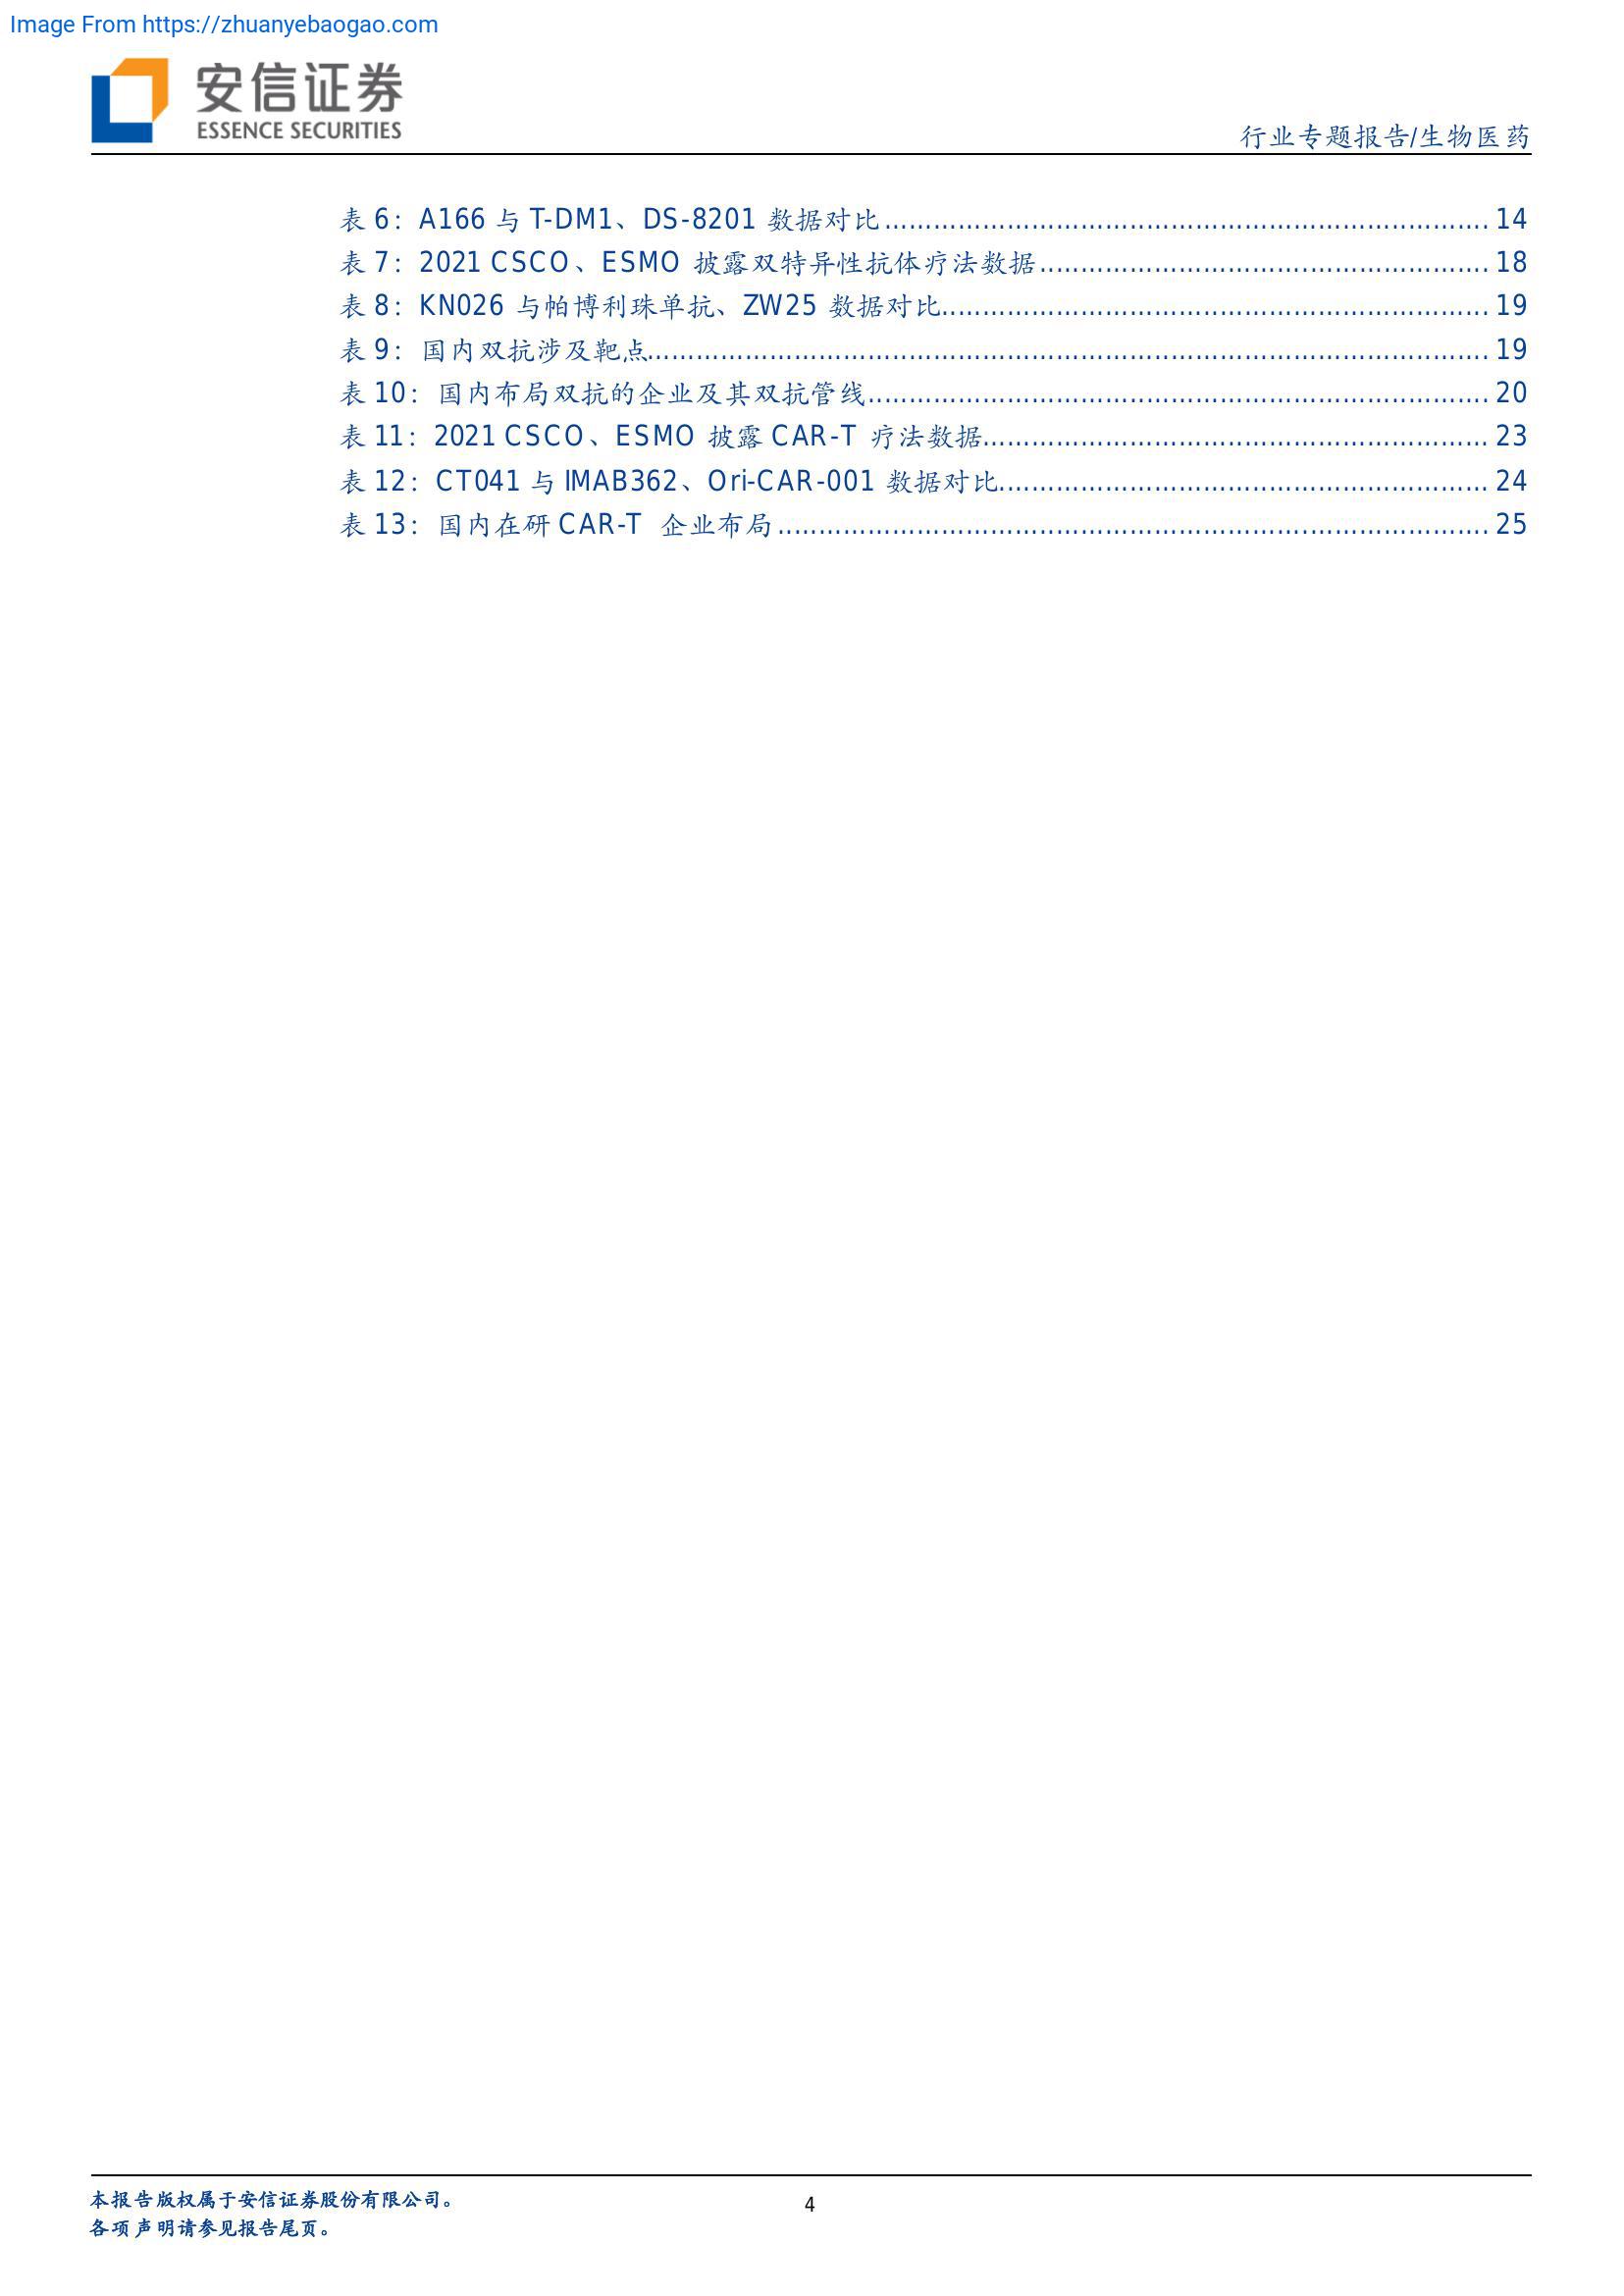 Image From https://zhuanyebaogao.com
安信证券
ESSENCE SECURITIES
行业专题报告/生物医药
表 6：A166 与 T-DM1、DS-8201 数据对比........................................................................ 14
表 7：2021 CSCO、ESMO 披露双特异性抗体疗法数据........................................................ 18
表 8：KN026 与帕博利珠单抗、ZW25 数据对比.................................................................. 19
表 9：国内双抗涉及靶点........................................................................................................ 19
表 10：国内布局双抗的企业及其双抗管线............................................................................ 20
表 11：2021 CSCO、ESMO 披露 CAR-T 疗法数据.............................................................. 23
表 12：CT041 与 IMAB362、Ori-CAR-001 数据对比............................................................ 24
表 13：国内在研 CAR-T 企业布局........................................................................................ 25
本报告版权属于安信证券股份有限公司。
4
各项声明请参见报告尾页。